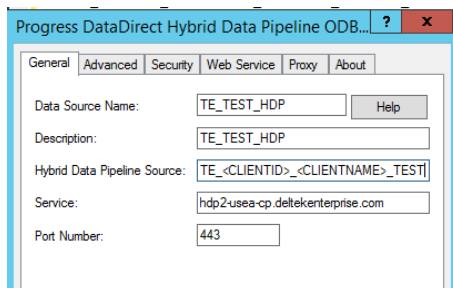 Progress DataDirect Hybrid Data Pipeline ODB... ? x
General Advanced Security Web Service Proxy About
Data Source Name: TE_TEST_HDP Help
Description: TE_TEST_HDP
Hybrid Data Pipeline Source: TE_<CLIENTID>_<CLIENTNAME>_TEST
Service: hdp2-usea-cp.deltekenterprise.com
Port Number: 443